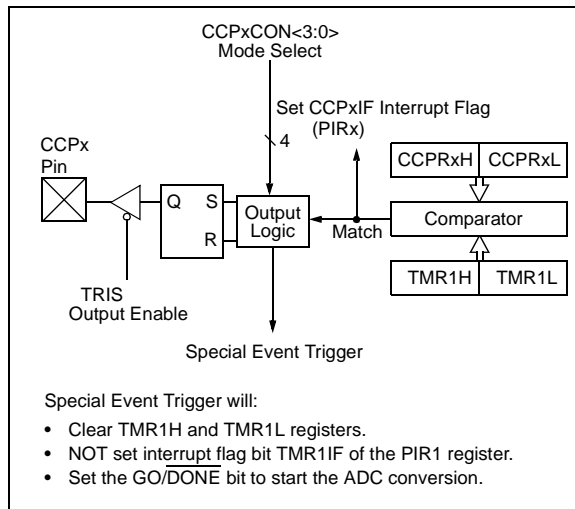 CCPxCON<3:0>
Mode Select
Set CCPxIF Interrupt Flag
(PIRx)
CCPx
Pin
4
CCPRxH CCPRxL
Q S
R
Output
Logic
Match
Comparator
TRIS
Output Enable
TMR1H TMR1L
Special Event Trigger
Special Event Trigger will:
• Clear TMR1H and TMR1L registers.
• NOT set interrupt flag bit TMR1IF of the PIR1 register.
• Set the GO/DONE bit to start the ADC conversion.